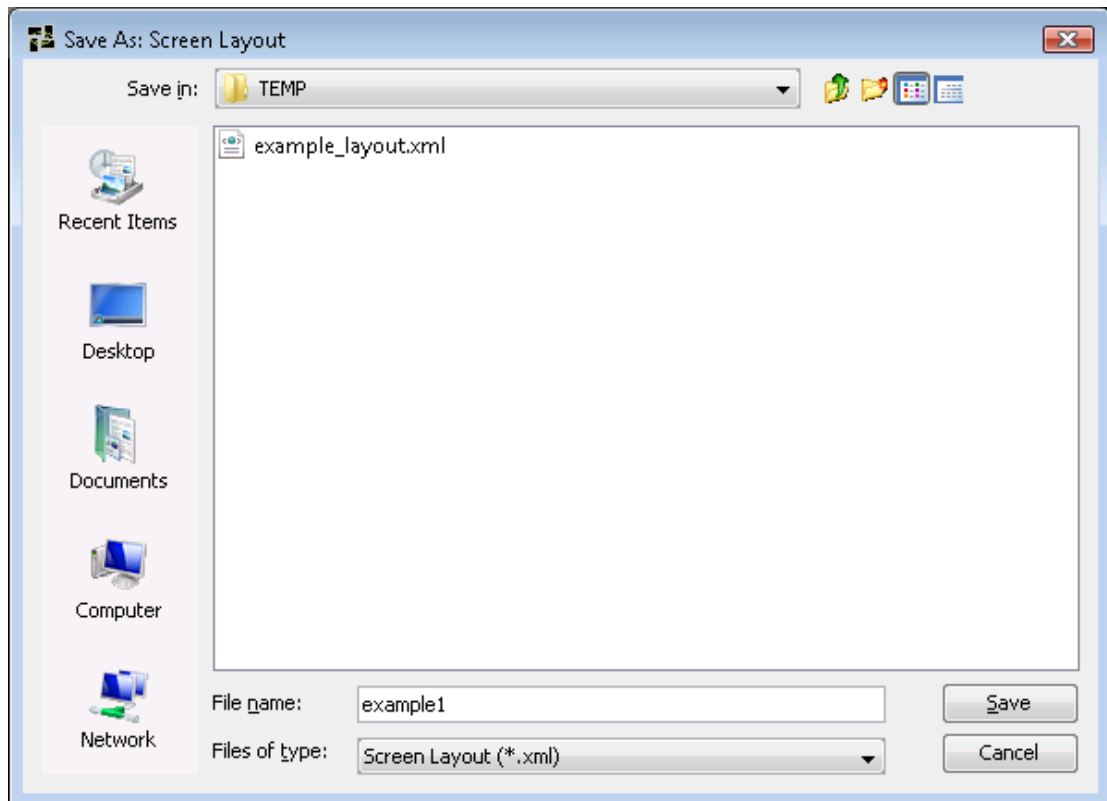 Save As: Screen Layout
Save in: TEMP
example_layout.xml
Recent Items
Desktop
Documents
Computer
Network
File name: example1 Save
Files of type: Screen Layout (*.xml) Cancel